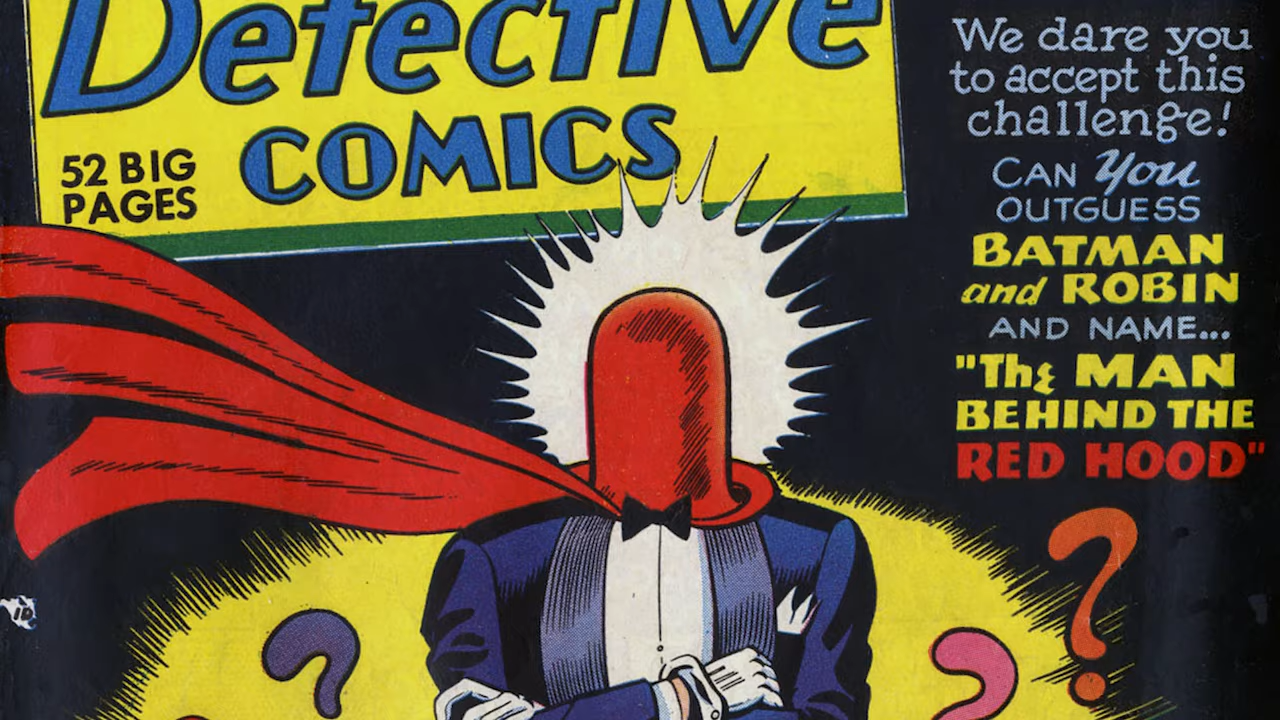 Detective
COMICS
52 BIG
PAGES
We dare you
to accept this
challenge!
CAN You
OUTGUESS
BATMAN
and ROBIN
AND NAME...
"The MAN
BEHIND THE
RED HOOD"
10